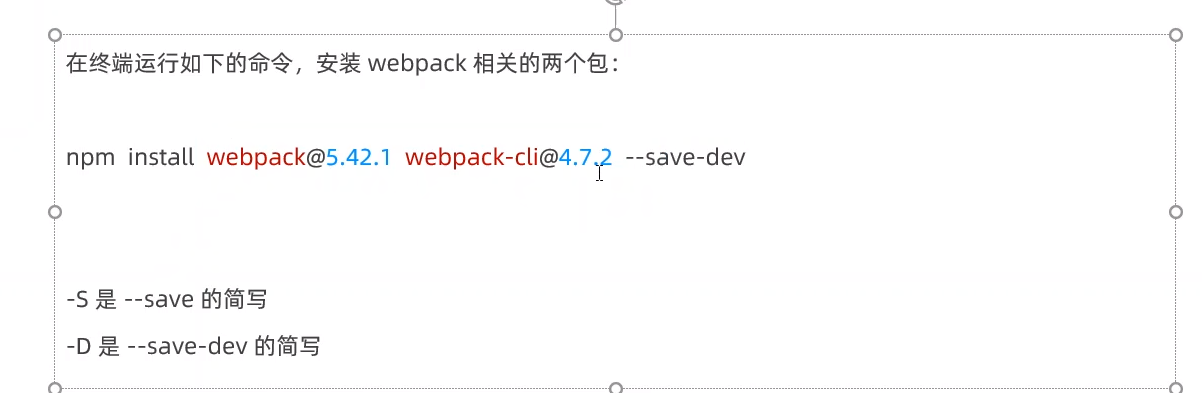 在终端运行如下的命令，安装 webpack 相关的两个包：
npm install webpack@5.42.1 webpack-cli@4.7.2 --save-dev
-S 是 --save 的简写
-D 是 --save-dev 的简写